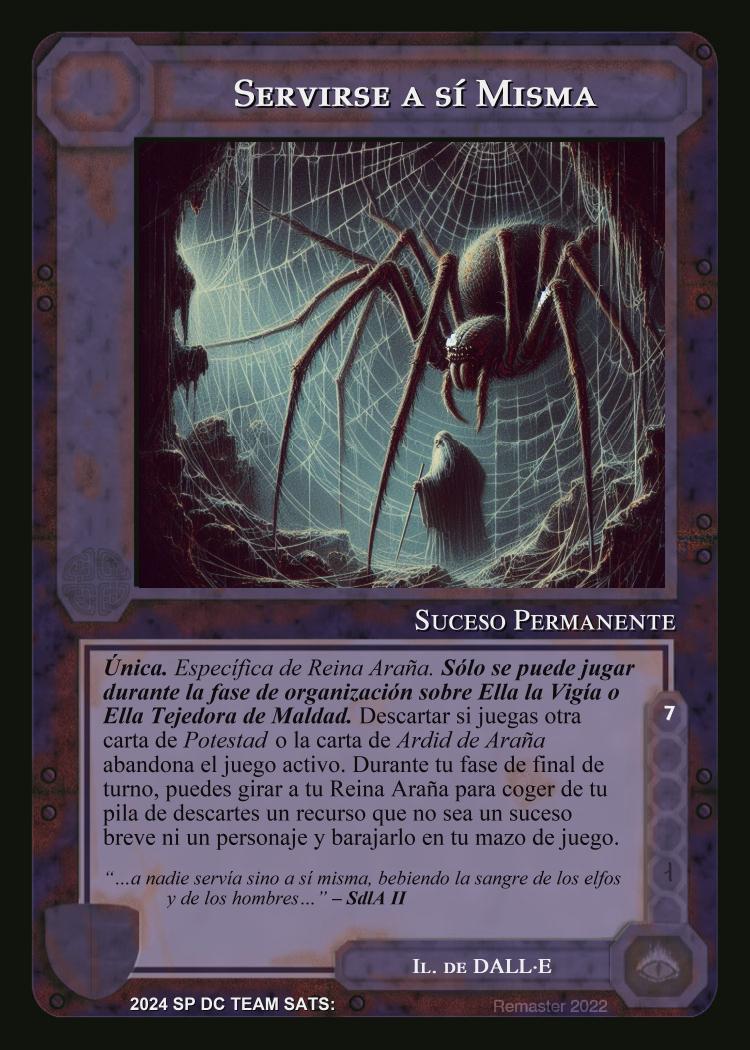 Servirse a sí Misma
Suceso Permanente
Única. Específica de Reina Araña. Sólo se puede jugar
durante la fase de organización sobre Ella la Vigía o
Ella Tejedora de Maldad. Descartar si juegas otra
carta de Potestad o la carta de Ardid de Araña
abandona el juego activo. Durante tu fase de final de
turno, puedes girar a tu Reina Araña para coger de tu
pila de descartes un recurso que no sea un suceso
breve ni un personaje y barajarlo en tu mazo de juego.
7
“…a nadie servía sino a sí misma, bebiendo la sangre de los elfos
y de los hombres…” – SdlA II
Il. de DALL·E
2024 SP DC TEAM SATS:
Remaster 2022